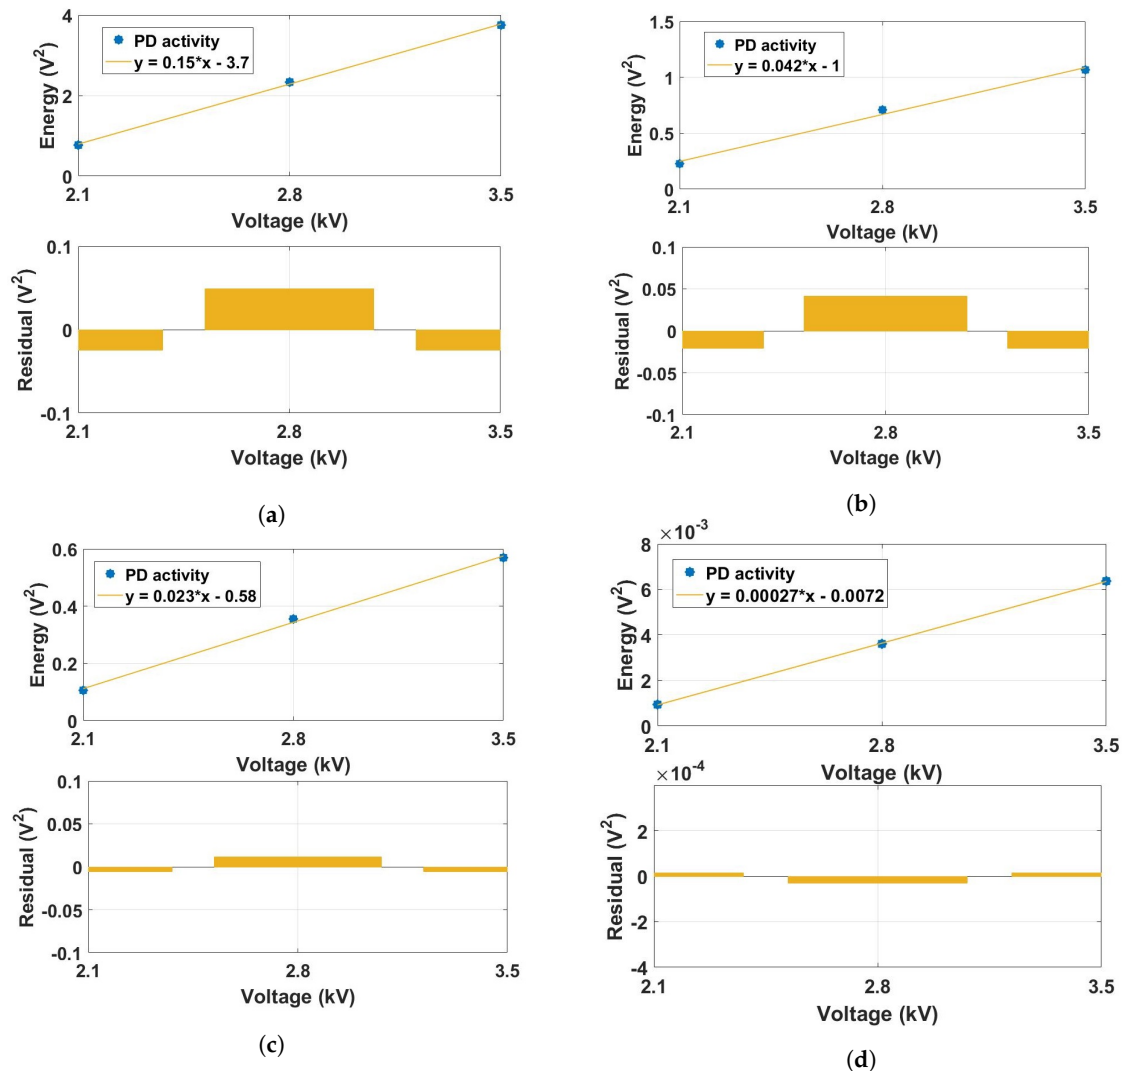 4
2
0
Energy (V²)
PD activity
y = 0.15*x - 3.7
2.1
2.8
3.5
Voltage (kV)
0.1
0
-0.1
Residual (V²)
2.1
2.8
3.5
Voltage (kV)
(a)
1.5
1
0.5
0
Energy (V²)
PD activity
y = 0.042*x - 1
2.1
2.8
3.5
Voltage (kV)
0.1
0.05
0
-0.05
-0.1
Residual (V²)
2.1
2.8
3.5
Voltage (kV)
(b)
0.6
0.4
0.2
0
Energy (V²)
PD activity
y = 0.023*x - 0.58
2.1
2.8
3.5
Voltage (kV)
0.1
0.05
0
-0.05
-0.1
Residual (V²)
2.1
2.8
3.5
Voltage (kV)
(c)
×10⁻³
8
6
4
2
0
Energy (V²)
PD activity
y = 0.00027*x - 0.0072
2.1
2.8
3.5
Voltage (kV)
×10⁻⁴
2
0
-2
-4
Residual (V²)
2.1
2.8
3.5
Voltage (kV)
(d)